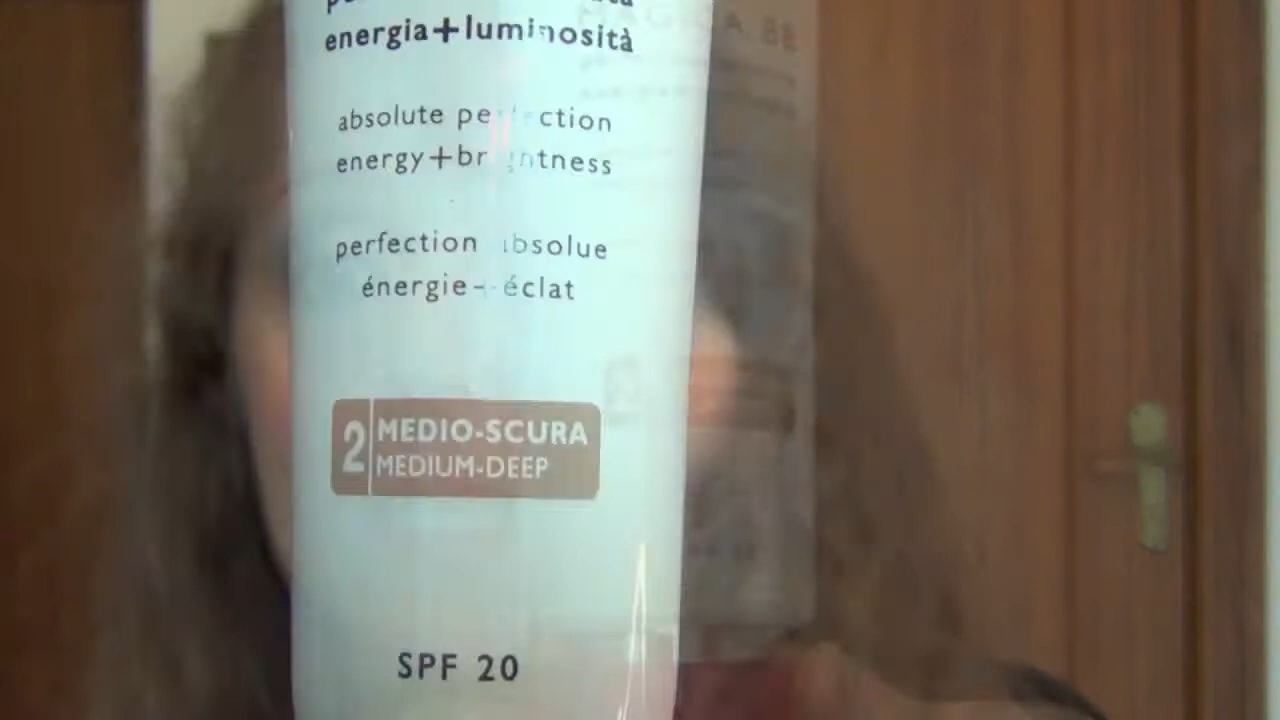 energia+luminosità
absolute perfection
energy+brightness
perfection absolue
énergie+éclat
2 MEDIO-SCURA
MEDIUM-DEEP
SPF 20